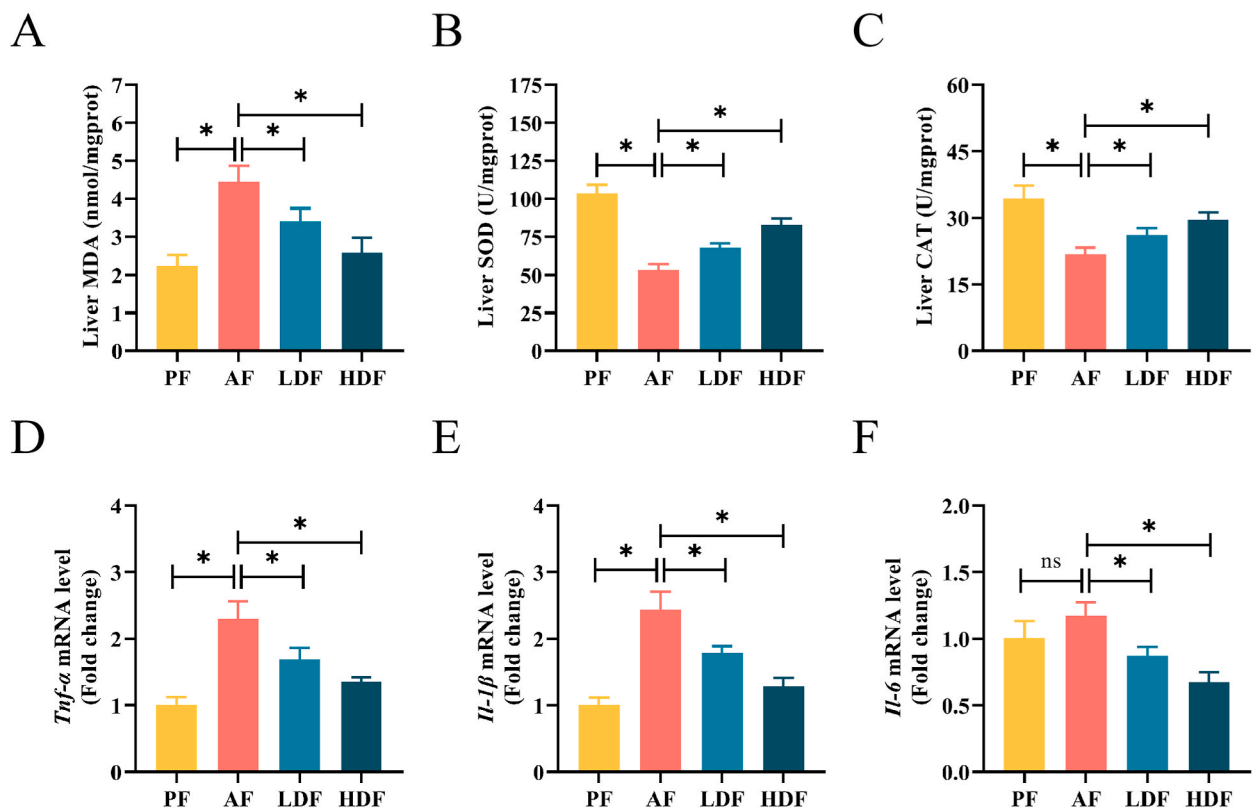 A
Liver MDA (nmol/mgprot)
7
6
5
4
3
2
1
0
* * *
PF AF LDF HDF
B
Liver SOD (U/mgprot)
175
150
125
100
75
50
25
0
* * *
PF AF LDF HDF
C
Liver CAT (U/mgprot)
60
45
30
15
0
* * *
PF AF LDF HDF
D
Tnf-α mRNA level
(Fold change)
4
3
2
1
0
* * *
PF AF LDF HDF
E
Il-1β mRNA level
(Fold change)
4
3
2
1
0
* * *
PF AF LDF HDF
F
Il-6 mRNA level
(Fold change)
2.0
1.5
1.0
0.5
0.0
ns * *
PF AF LDF HDF